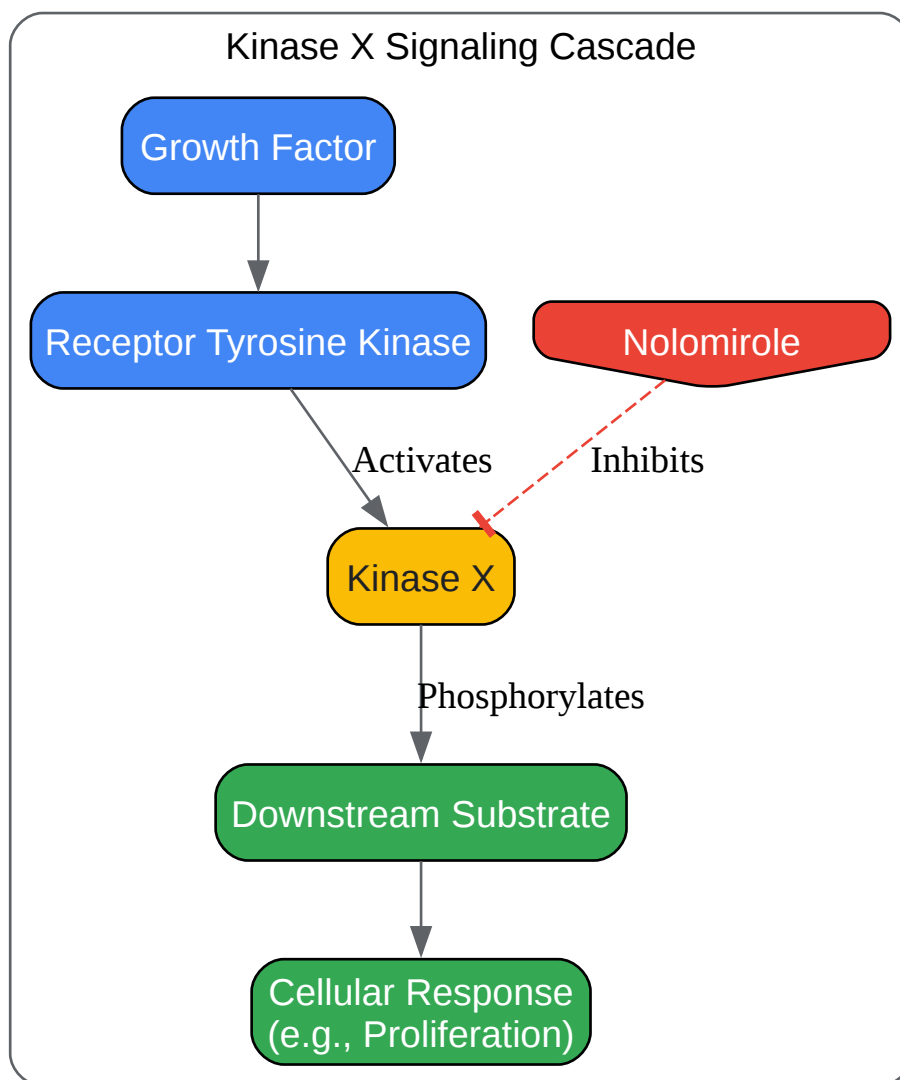 Kinase X Signaling Cascade
Growth Factor
Receptor Tyrosine Kinase
Nolomirole
Activates
Inhibits
Kinase X
Phosphorylates
Downstream Substrate
Cellular Response
(e.g., Proliferation)